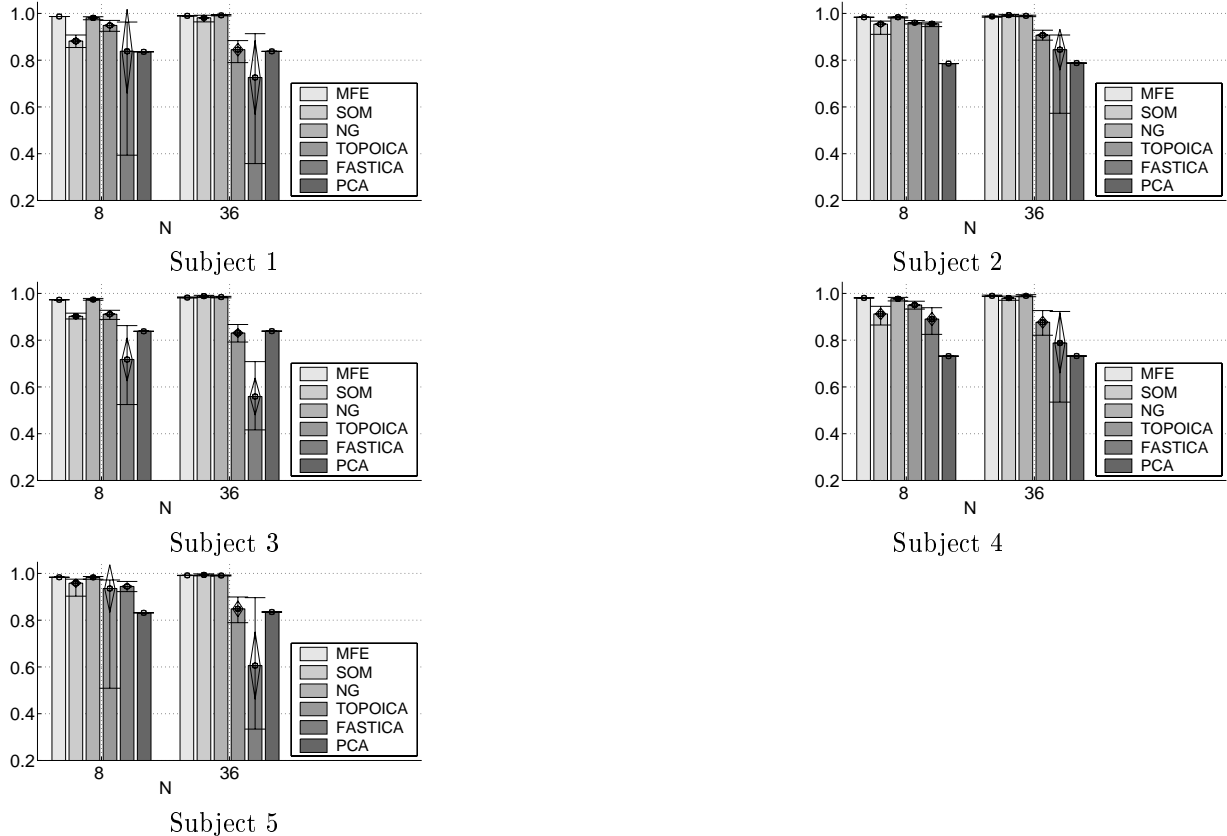 1.0
0.8
0.6
0.4
0.2
8
36
N
MFE
SOM
NG
TOPOICA
FASTICA
PCA
Subject 1
1.0
0.8
0.6
0.4
0.2
8
36
N
MFE
SOM
NG
TOPOICA
FASTICA
PCA
Subject 2
1.0
0.8
0.6
0.4
0.2
8
36
N
MFE
SOM
NG
TOPOICA
FASTICA
PCA
Subject 3
1.0
0.8
0.6
0.4
0.2
8
36
N
MFE
SOM
NG
TOPOICA
FASTICA
PCA
Subject 4
1.0
0.8
0.6
0.4
0.2
8
36
N
MFE
SOM
NG
TOPOICA
FASTICA
PCA
Subject 5